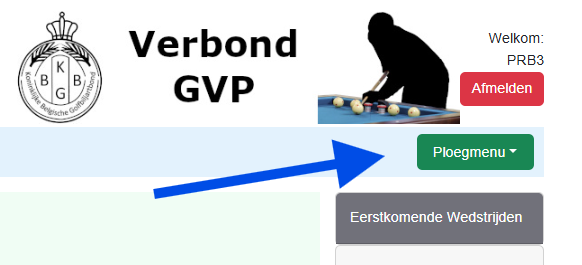 Koninklijke Belgische Golfbiljartbond
K
B B
G
Verbond
GVP
Welkom:
PRB3
Afmelden
Ploegmenu
Eerstkomende Wedstrijden